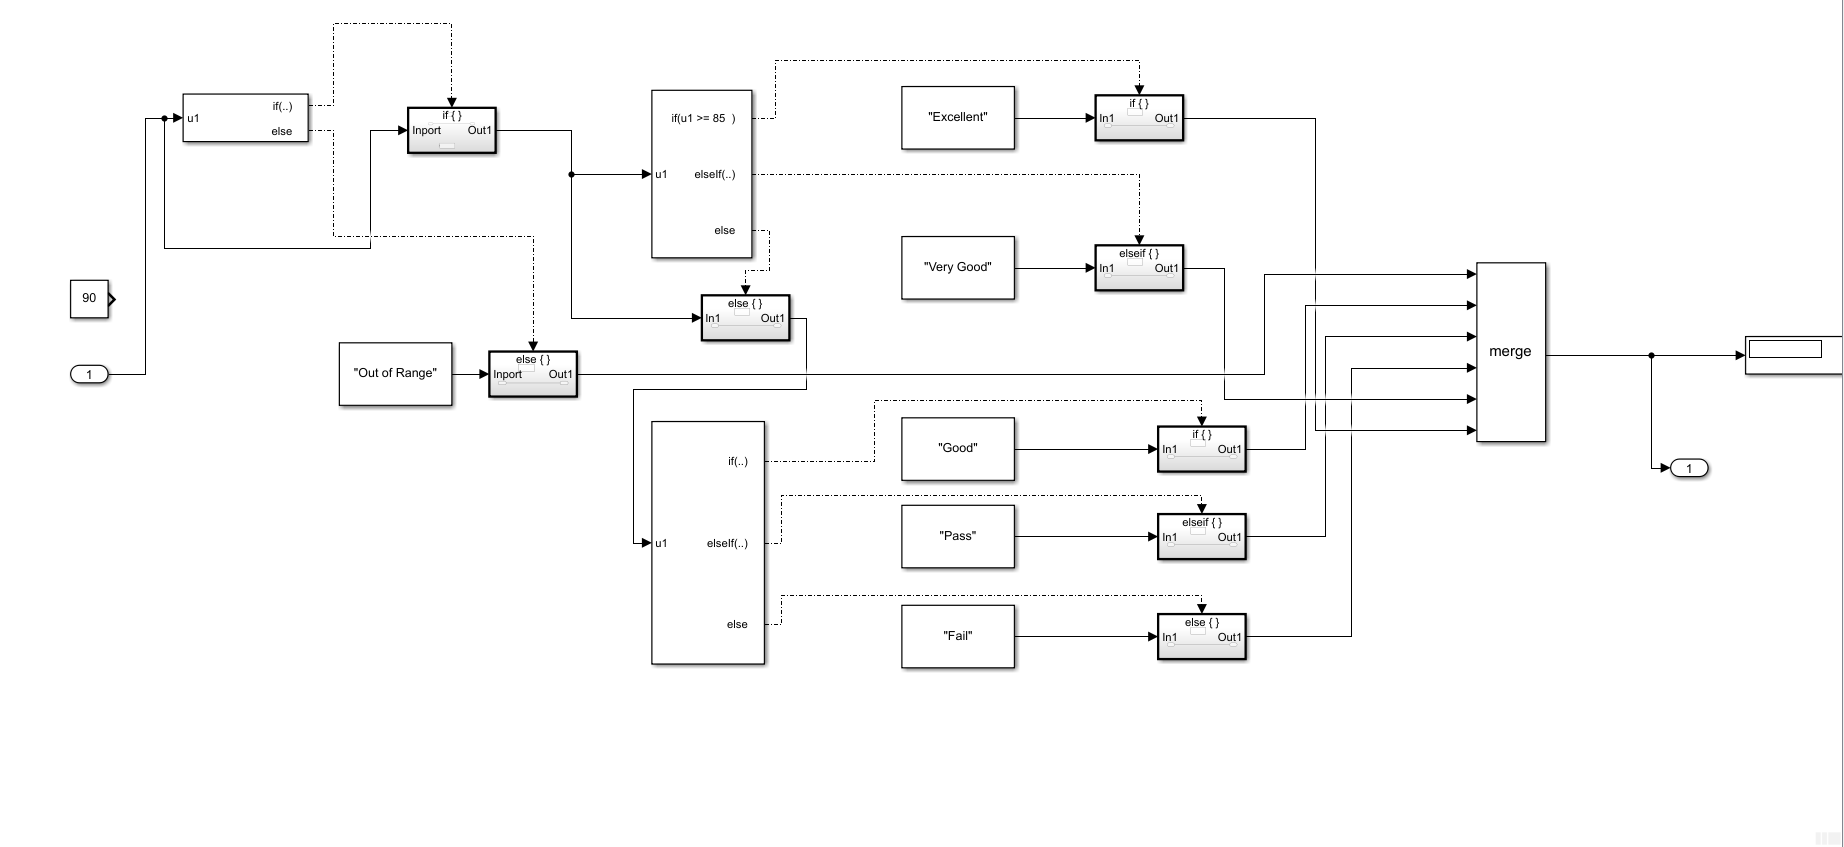 if(..)
u1
else
if { }
Inport
Out1
if(u1 >= 85  )
u1
elseIf(..)
else
"Excellent"
if { }
In1
Out1
"Very Good"
elseif { }
In1
Out1
90
else { }
In1
Out1
1
"Out of Range"
else { }
Inport
Out1
merge
if(..)
u1
elseIf(..)
else
"Good"
if { }
In1
Out1
1
"Pass"
elseif { }
In1
Out1
"Fail"
else { }
In1
Out1